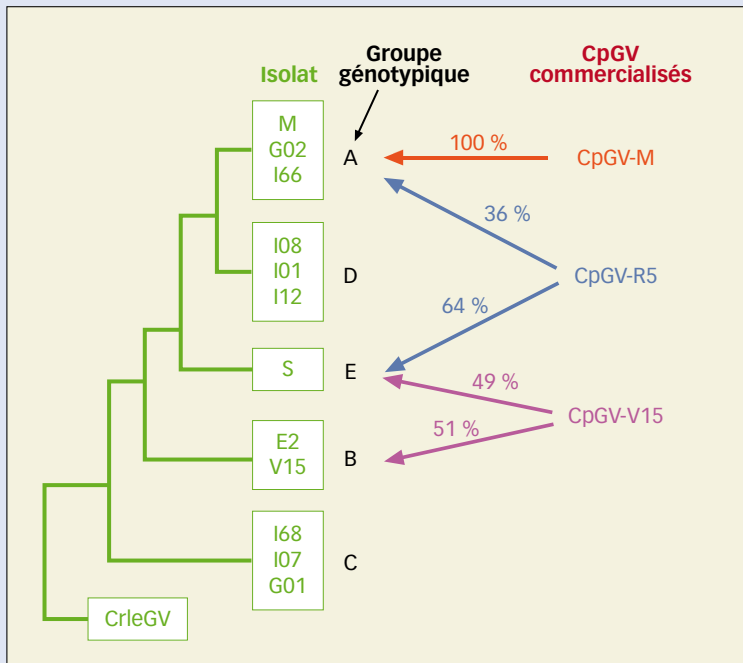 Isolat
Groupe
génotypique
CpGV
commercialisés
M
G02
I66
A
100 %
CpGV-M
36 %
I08
I01
I12
D
CpGV-R5
64 %
S
E
49 %
CpGV-V15
51 %
E2
V15
B
I68
I07
G01
C
CrleGV